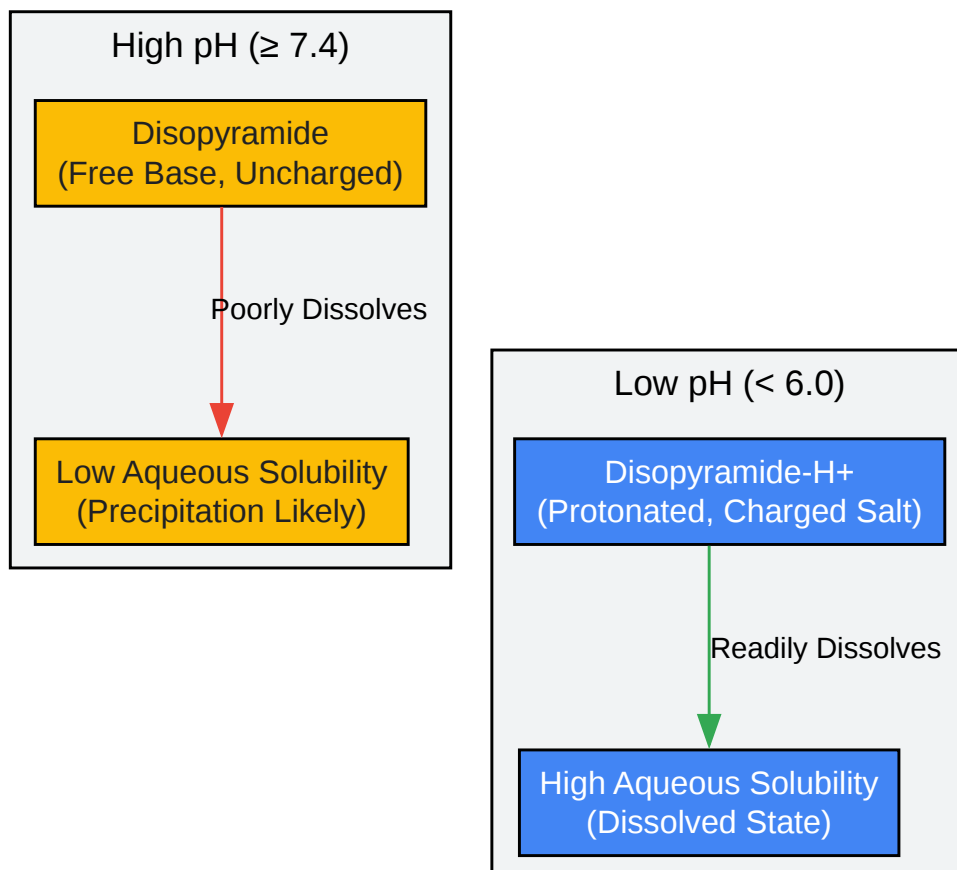 High pH (≥ 7.4)
Disopyramide
(Free Base, Uncharged)
Poorly Dissolves
Low Aqueous Solubility
(Precipitation Likely)
Low pH (< 6.0)
Disopyramide-H+
(Protonated, Charged Salt)
Readily Dissolves
High Aqueous Solubility
(Dissolved State)